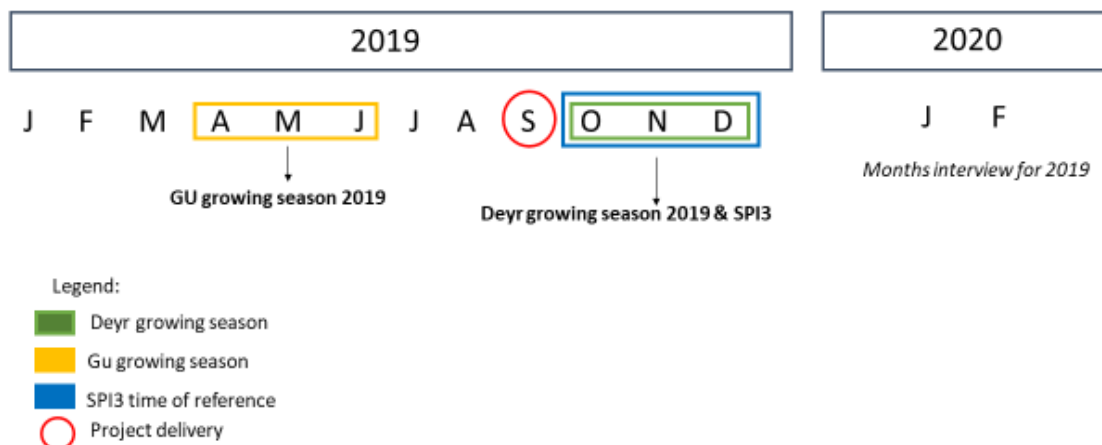 2019 2020
J F M A M J J A S O N D J F
Months interview for 2019
GU growing season 2019
Deyr growing season 2019 & SPI3
Legend:
Deyr growing season
Gu growing season
SPI3 time of reference
Project delivery